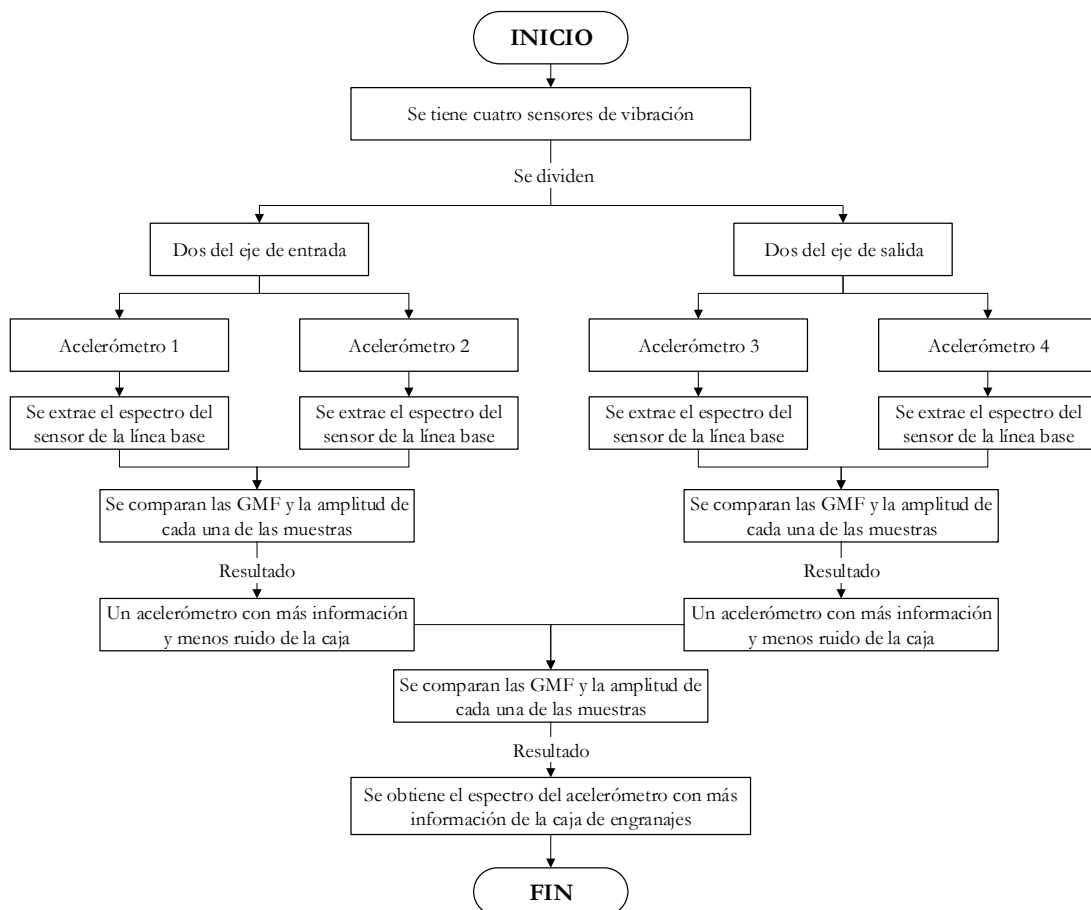 INICIO
Se tiene cuatro sensores de vibración
Se dividen
Dos del eje de entrada
Dos del eje de salida
Acelerómetro 1
Acelerómetro 2
Acelerómetro 3
Acelerómetro 4
Se extrae el espectro del
sensor de la línea base
Se extrae el espectro del
sensor de la línea base
Se extrae el espectro del
sensor de la línea base
Se extrae el espectro del
sensor de la línea base
Se comparan las GMF y la amplitud de
cada una de las muestras
Se comparan las GMF y la amplitud de
cada una de las muestras
Resultado
Resultado
Un acelerómetro con más información
y menos ruido de la caja
Un acelerómetro con más información
y menos ruido de la caja
Se comparan las GMF y la amplitud de
cada una de las muestras
Resultado
Se obtiene el espectro del acelerómetro con más
información de la caja de engranajes
FIN